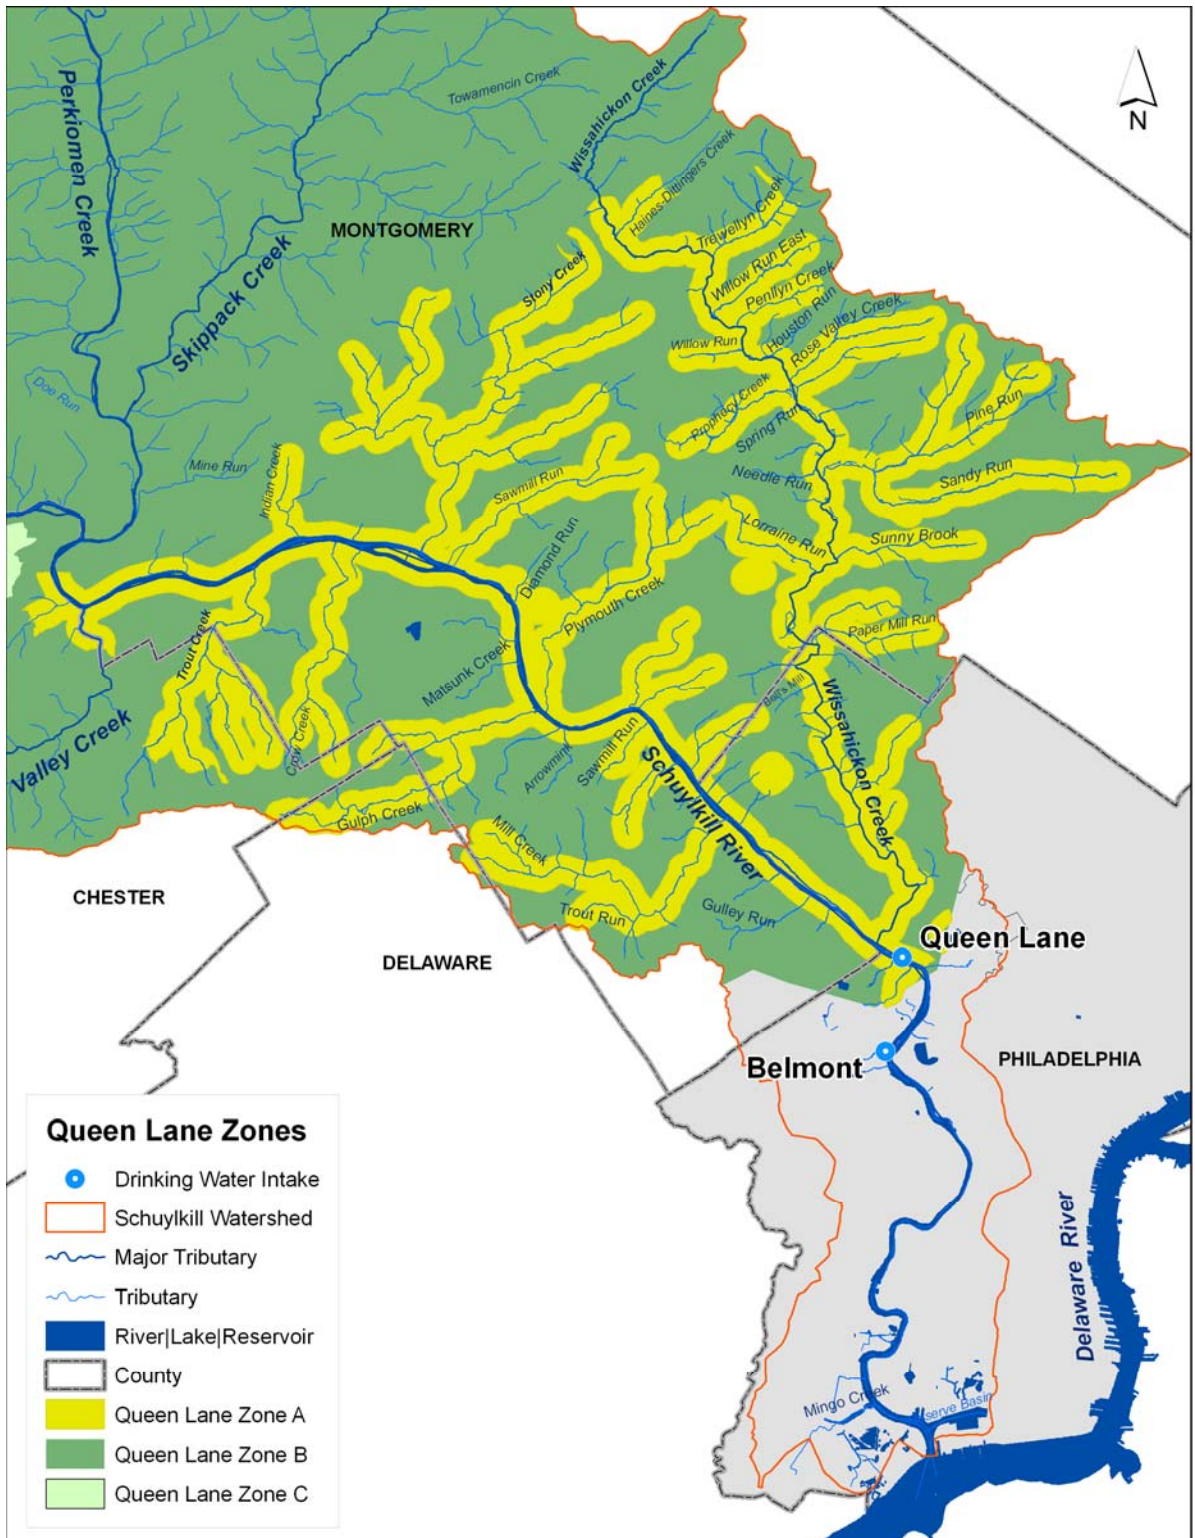 Perkiomen Creek
Towamencin Creek
Wissahickon Creek
N
Haines-Dittingers Creek
Trewellyn Creek
MONTGOMERY
Skippack Creek
Stony Creek
Willow Run East
Penllyn Creek
Houston Run
Rose Valley Creek
Willow Run
Doe Run
Prophecy Creek
Spring Run
Pine Run
Mine Run
Indian Creek
Sawmill Run
Needle Run
Sandy Run
Lorraine Run
Sunny Brook
Diamond Run
Plymouth Creek
Paper Mill Run
Trout Creek
Matsunk Creek
Bell's Mill
Wissahickon Creek
Valley Creek
Crow Creek
Arrowmink
Sawmill Run
Schuylkill River
Gulph Creek
Mill Creek
CHESTER
Trout Run
Gulley Run
Queen Lane
DELAWARE
Belmont
PHILADELPHIA
Delaware River
Mingo Creek
serve Basin
Queen Lane Zones
Drinking Water Intake
Schuylkill Watershed
Major Tributary
Tributary
River|Lake|Reservoir
County
Queen Lane Zone A
Queen Lane Zone B
Queen Lane Zone C